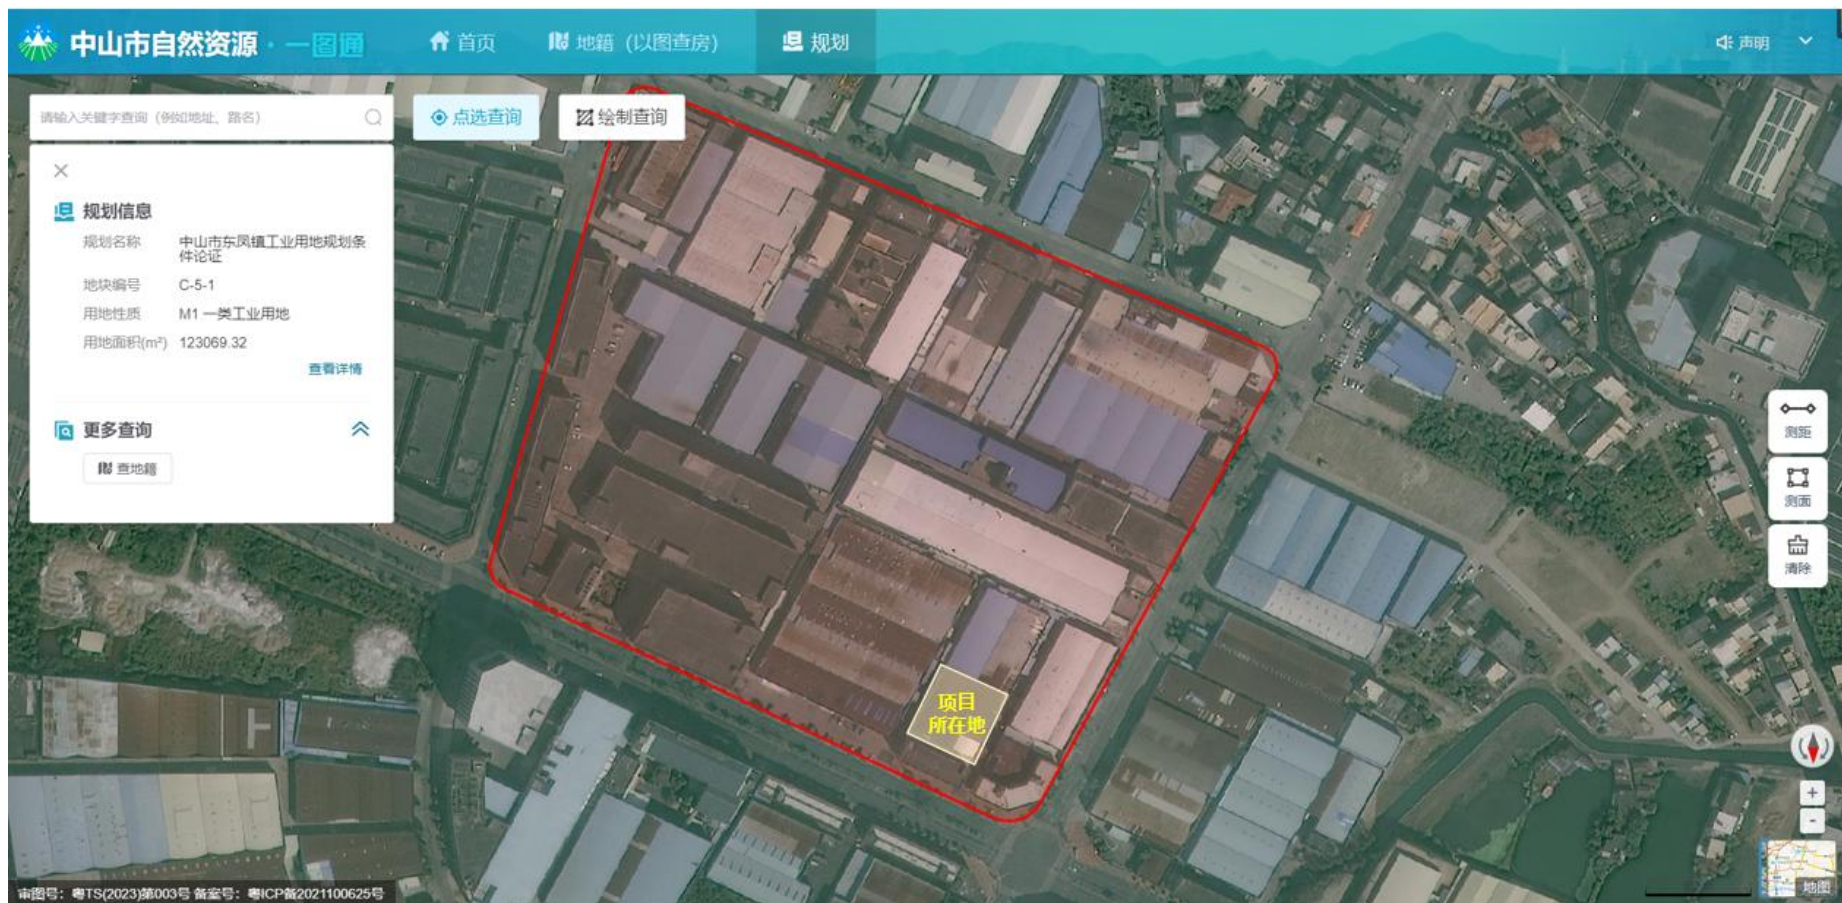 中山市自然资源·一图通
首页
地籍（以图查房）
规划
声明
请输入关键字查询（例如地址、路名）
点选查询
绘制查询
规划信息
规划名称 中山市东凤镇工业用地规划条
件论证
地块编号 C-5-1
用地性质 M1 一类工业用地
用地面积(m²) 123069.32
查看详情
更多查询
查地籍
测距
测面
清除
项目
所在地
+
-
地图
审图号：粤TS(2023)第003号 备案号：粤ICP备2021100625号